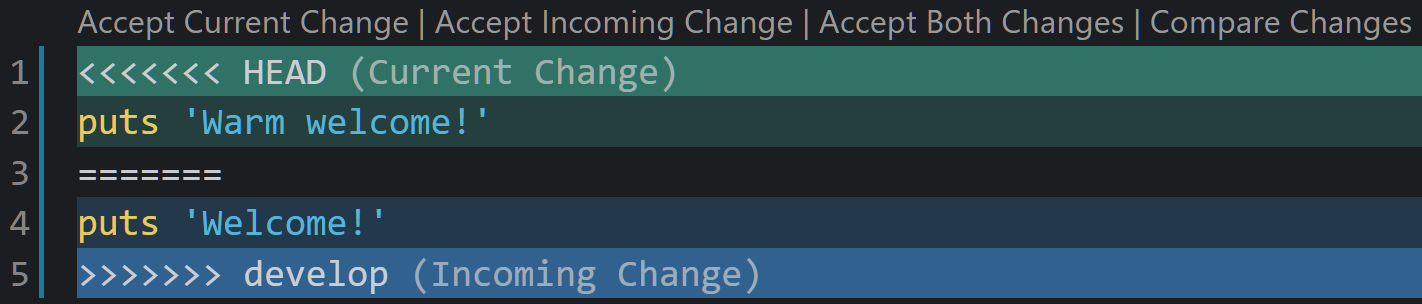 Accept Current Change | Accept Incoming Change | Accept Both Changes | Compare Changes
1 <<<<<<< HEAD (Current Change)
2 puts 'Warm welcome!'
3 =======
4 puts 'Welcome!'
5 >>>>>>> develop (Incoming Change)